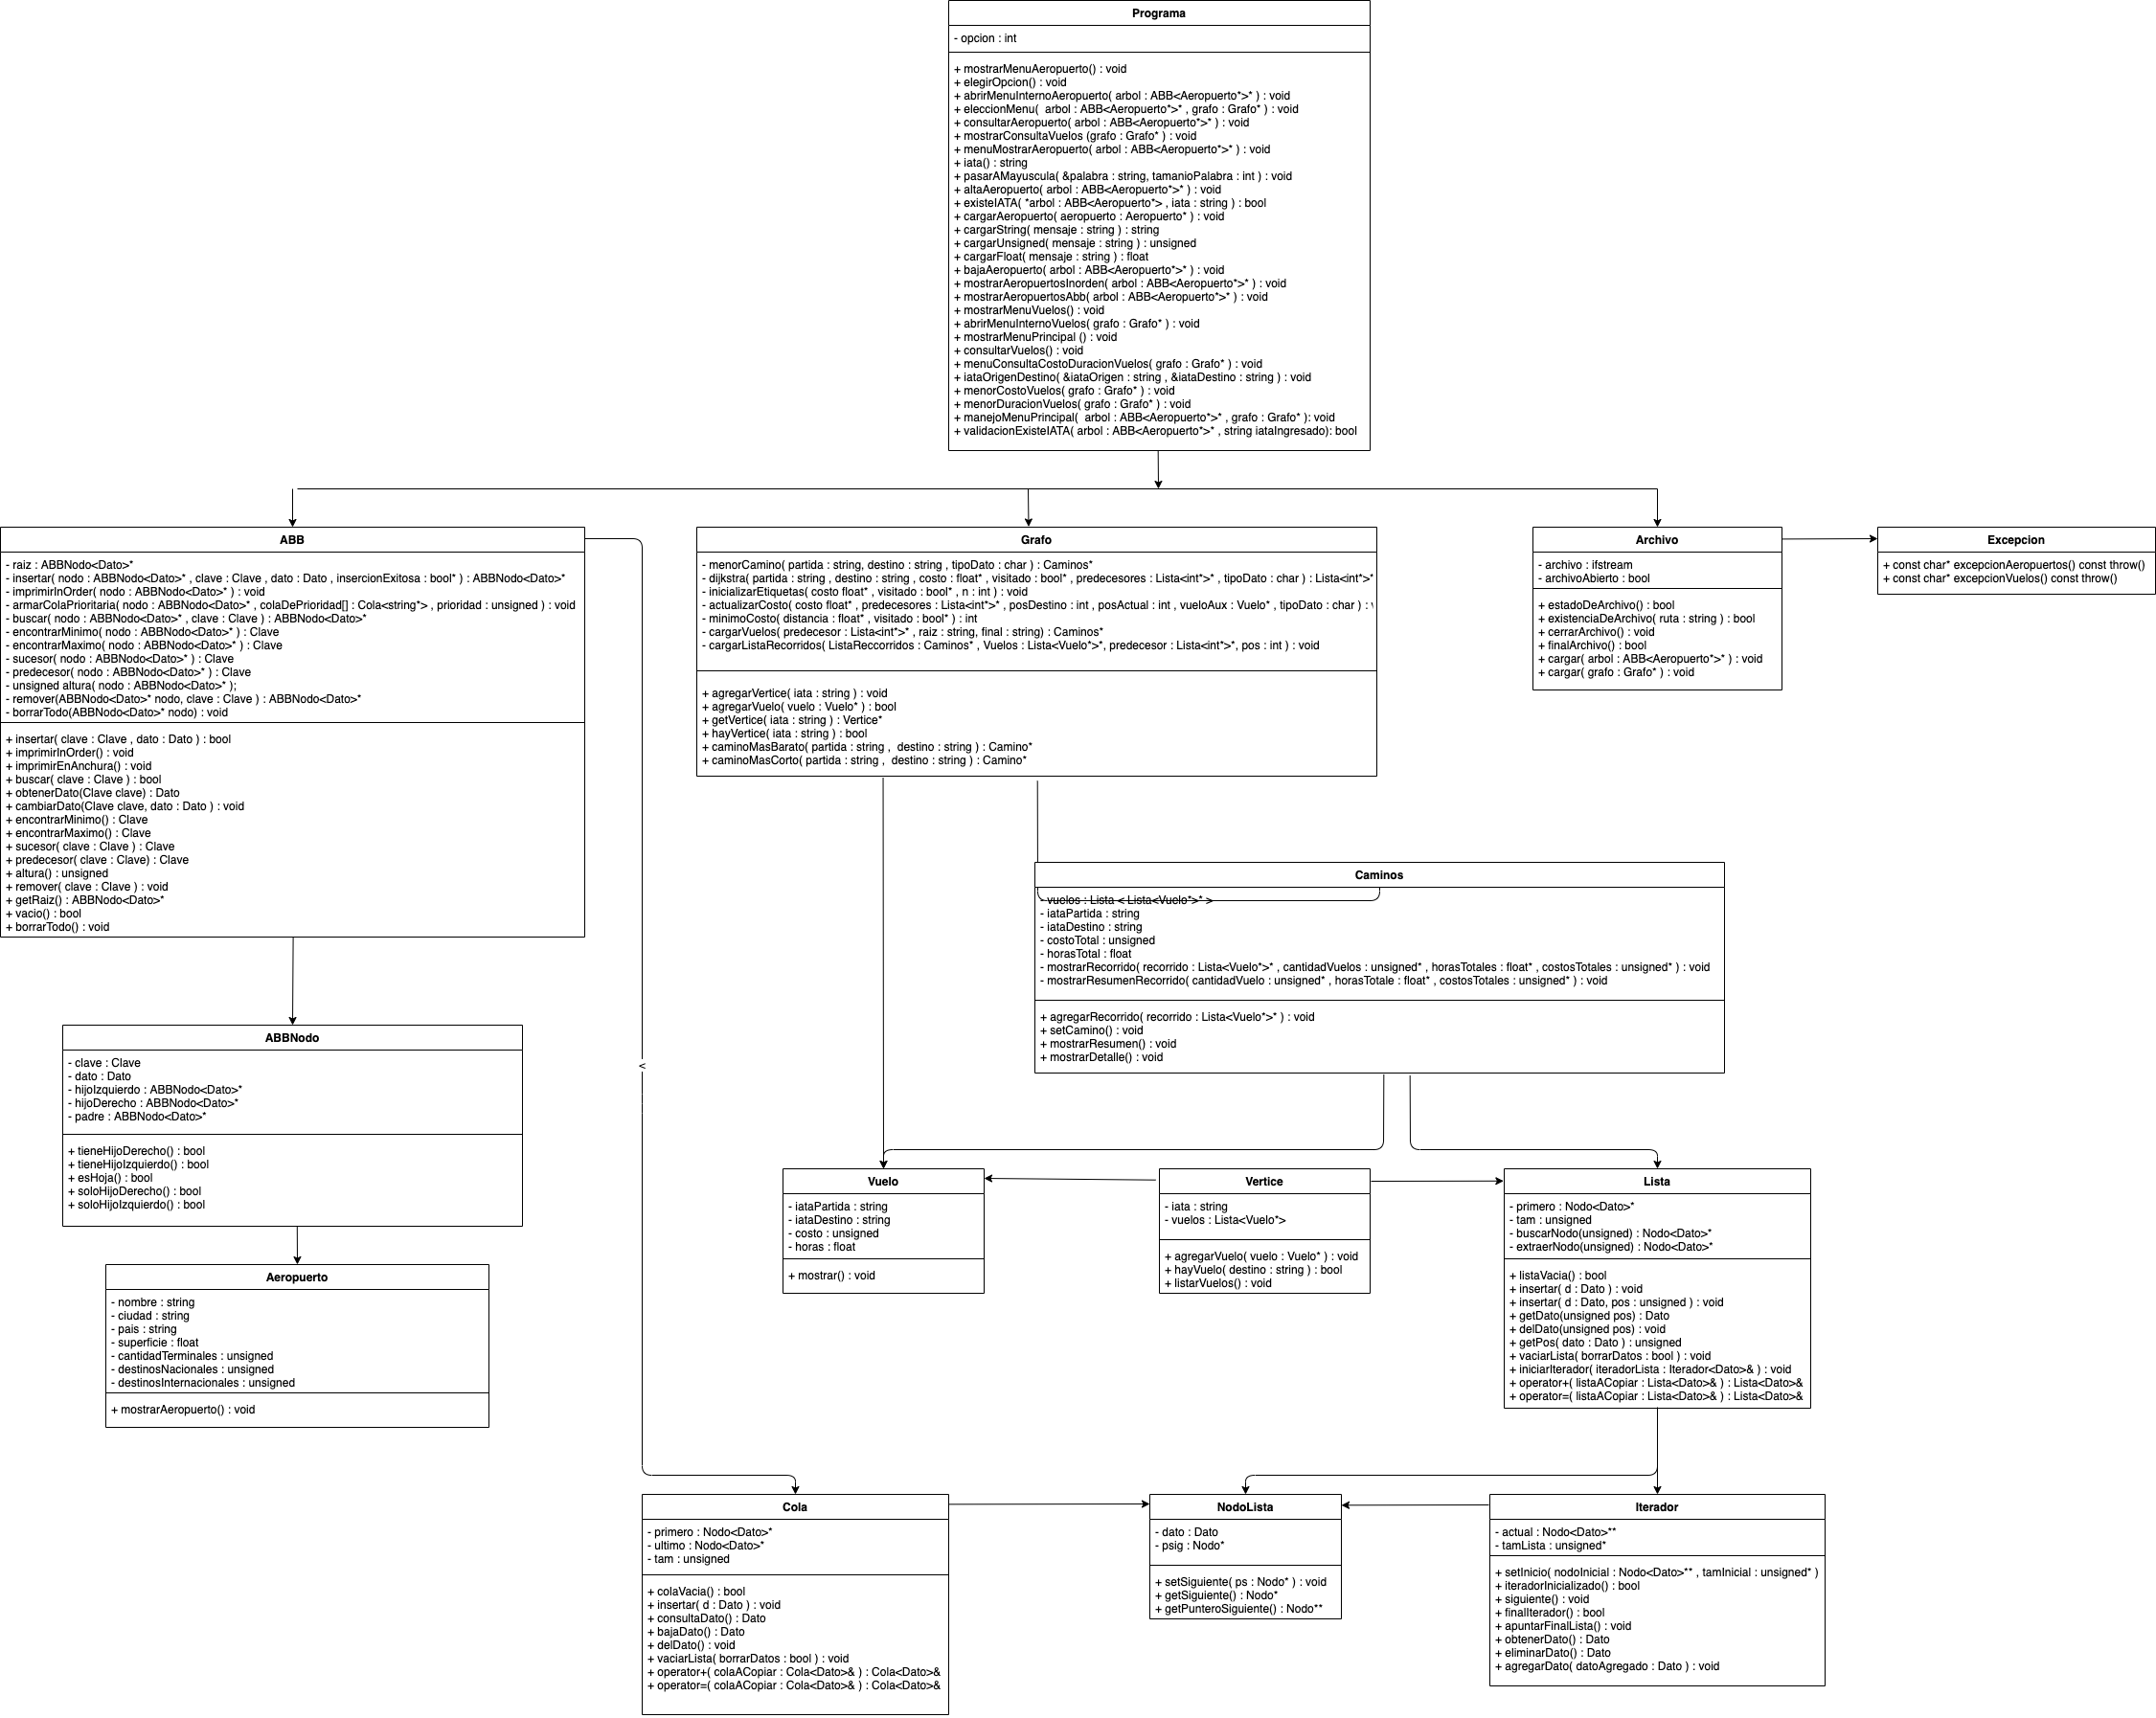 Programa
- opcion : int
+ mostrarMenuAeropuerto() : void
+ elegirOpcion() : void
+ abrirMenuInternoAeropuerto( arbol : ABB<Aeropuerto*>* ) : void
+ eleccionMenu(  arbol : ABB<Aeropuerto*>* , grafo : Grafo* ) : void
+ consultarAeropuerto( arbol : ABB<Aeropuerto*>* ) : void
+ mostrarConsultaVuelos (grafo : Grafo* ) : void
+ menuMostrarAeropuerto( arbol : ABB<Aeropuerto*>* ) : void
+ iata() : string
+ pasarAMayuscula( &palabra : string, tamanioPalabra : int ) : void
+ altaAeropuerto( arbol : ABB<Aeropuerto*>* ) : void
+ existeIATA( *arbol : ABB<Aeropuerto*> , iata : string ) : bool
+ cargarAeropuerto( aeropuerto : Aeropuerto* ) : void
+ cargarString( mensaje : string ) : string
+ cargarUnsigned( mensaje : string ) : unsigned
+ cargarFloat( mensaje : string ) : float
+ bajaAeropuerto( arbol : ABB<Aeropuerto*>* ) : void
+ mostrarAeropuertosInorden( arbol : ABB<Aeropuerto*>* ) : void
+ mostrarAeropuertosAbb( arbol : ABB<Aeropuerto*>* ) : void
+ mostrarMenuVuelos() : void
+ abrirMenuInternoVuelos( grafo : Grafo* ) : void
+ mostrarMenuPrincipal () : void
+ consultarVuelos() : void
+ menuConsultaCostoDuracionVuelos( grafo : Grafo* ) : void
+ iataOrigenDestino( &iataOrigen : string , &iataDestino : string ) : void
+ menorCostoVuelos( grafo : Grafo* ) : void
+ menorDuracionVuelos( grafo : Grafo* ) : void
+ manejoMenuPrincipal(  arbol : ABB<Aeropuerto*>* , grafo : Grafo* ): void
+ validacionExisteIATA( arbol : ABB<Aeropuerto*>* , string iataIngresado): bool
ABB
- raiz : ABBNodo<Dato>*
- insertar( nodo : ABBNodo<Dato>* , clave : Clave , dato : Dato , insercionExitosa : bool* ) : ABBNodo<Dato>*
- imprimirInOrder( nodo : ABBNodo<Dato>* ) : void
- armarColaPrioritaria( nodo : ABBNodo<Dato>* , colaDePrioridad[] : Cola<string*> , prioridad : unsigned ) : void
- buscar( nodo : ABBNodo<Dato>* , clave : Clave ) : ABBNodo<Dato>*
- encontrarMinimo( nodo : ABBNodo<Dato>* ) : Clave
- encontrarMaximo( nodo : ABBNodo<Dato>* ) : Clave
- sucesor( nodo : ABBNodo<Dato>* ) : Clave
- predecesor( nodo : ABBNodo<Dato>* ) : Clave
- unsigned altura( nodo : ABBNodo<Dato>* );
- remover(ABBNodo<Dato>* nodo, clave : Clave ) : ABBNodo<Dato>*
- borrarTodo(ABBNodo<Dato>* nodo) : void
+ insertar( clave : Clave , dato : Dato ) : bool
+ imprimirInOrder() : void
+ imprimirEnAnchura() : void
+ buscar( clave : Clave ) : bool
+ obtenerDato(Clave clave) : Dato
+ cambiarDato(Clave clave, dato : Dato ) : void
+ encontrarMinimo() : Clave
+ encontrarMaximo() : Clave
+ sucesor( clave : Clave ) : Clave
+ predecesor( clave : Clave) : Clave
+ altura() : unsigned
+ remover( clave : Clave ) : void
+ getRaiz() : ABBNodo<Dato>*
+ vacio() : bool
+ borrarTodo() : void
Grafo
- menorCamino( partida : string, destino : string , tipoDato : char ) : Caminos*
- dijkstra( partida : string , destino : string , costo : float* , visitado : bool* , predecesores : Lista<int*>* , tipoDato : char ) : Lista<int*>*
- inicializarEtiquetas( costo float* , visitado : bool* , n : int ) : void
- actualizarCosto( costo float* , predecesores : Lista<int*>* , posDestino : int , posActual : int , vueloAux : Vuelo* , tipoDato : char ) :
- minimoCosto( distancia : float* , visitado : bool* ) : int
- cargarVuelos( predecesor : Lista<int*>* , raiz : string, final : string) : Caminos*
- cargarListaRecorridos( ListaReccorridos : Caminos* , Vuelos : Lista<Vuelo*>*, predecesor : Lista<int*>*, pos : int ) : void
+ agregarVertice( iata : string ) : void
+ agregarVuelo( vuelo : Vuelo* ) : bool
+ getVertice( iata : string ) : Vertice*
+ hayVertice( iata : string ) : bool
+ caminoMasBarato( partida : string ,  destino : string ) : Camino*
+ caminoMasCorto( partida : string ,  destino : string ) : Camino*
Archivo
- archivo : ifstream
- archivoAbierto : bool
+ estadoDeArchivo() : bool
+ existenciaDeArchivo( ruta : string ) : bool
+ cerrarArchivo() : void
+ finalArchivo() : bool
+ cargar( arbol : ABB<Aeropuerto*>* ) : void
+ cargar( grafo : Grafo* ) : void
Excepcion
+ const char* excepcionAeropuertos() const throw()
+ const char* excepcionVuelos() const throw()
Caminos
- vuelos : Lista < Lista<Vuelo*>* >
- iataPartida : string
- iataDestino : string
- costoTotal : unsigned
- horasTotal : float
- mostrarRecorrido( recorrido : Lista<Vuelo*>* , cantidadVuelos : unsigned* , horasTotales : float* , costosTotales : unsigned* ) : void
- mostrarResumenRecorrido( cantidadVuelo : unsigned* , horasTotale : float* , costosTotales : unsigned* ) : void
+ agregarRecorrido( recorrido : Lista<Vuelo*>* ) : void
+ setCamino() : void
+ mostrarResumen() : void
+ mostrarDetalle() : void
ABBNodo
- clave : Clave
- dato : Dato
- hijoIzquierdo : ABBNodo<Dato>*
- hijoDerecho : ABBNodo<Dato>*
- padre : ABBNodo<Dato>*
+ tieneHijoDerecho() : bool
+ tieneHijoIzquierdo() : bool
+ esHoja() : bool
+ soloHijoDerecho() : bool
+ soloHijoIzquierdo() : bool
<
Aeropuerto
- nombre : string
- ciudad : string
- pais : string
- superficie : float
- cantidadTerminales : unsigned
- destinosNacionales : unsigned
- destinosInternacionales : unsigned
+ mostrarAeropuerto() : void
Vuelo
- iataPartida : string
- iataDestino : string
- costo : unsigned
- horas : float
+ mostrar() : void
Vertice
- iata : string
- vuelos : Lista<Vuelo*>
+ agregarVuelo( vuelo : Vuelo* ) : void
+ hayVuelo( destino : string ) : bool
+ listarVuelos() : void
Lista
- primero : Nodo<Dato>*
- tam : unsigned
- buscarNodo(unsigned) : Nodo<Dato>*
- extraerNodo(unsigned) : Nodo<Dato>*
+ listaVacia() : bool
+ insertar( d : Dato ) : void
+ insertar( d : Dato, pos : unsigned ) : void
+ getDato(unsigned pos) : Dato
+ delDato(unsigned pos) : void
+ getPos( dato : Dato ) : unsigned
+ vaciarLista( borrarDatos : bool ) : void
+ iniciarIterador( iteradorLista : Iterador<Dato>& ) : void
+ operator+( listaACopiar : Lista<Dato>& ) : Lista<Dato>&
+ operator=( listaACopiar : Lista<Dato>& ) : Lista<Dato>&
Cola
- primero : Nodo<Dato>*
- ultimo : Nodo<Dato>*
- tam : unsigned
+ colaVacia() : bool
+ insertar( d : Dato ) : void
+ consultaDato() : Dato
+ bajaDato() : Dato
+ delDato() : void
+ vaciarLista( borrarDatos : bool ) : void
+ operator+( colaACopiar : Cola<Dato>& ) : Cola<Dato>&
+ operator=( colaACopiar : Cola<Dato>& ) : Cola<Dato>&
NodoLista
- dato : Dato
- psig : Nodo*
+ setSiguiente( ps : Nodo* ) : void
+ getSiguiente() : Nodo*
+ getPunteroSiguiente() : Nodo**
Iterador
- actual : Nodo<Dato>**
- tamLista : unsigned*
+ setInicio( nodoInicial : Nodo<Dato>** , tamInicial : unsigned* )
+ iteradorInicializado() : bool
+ siguiente() : void
+ finalIterador() : bool
+ apuntarFinalLista() : void
+ obtenerDato() : Dato
+ eliminarDato() : Dato
+ agregarDato( datoAgregado : Dato ) : void